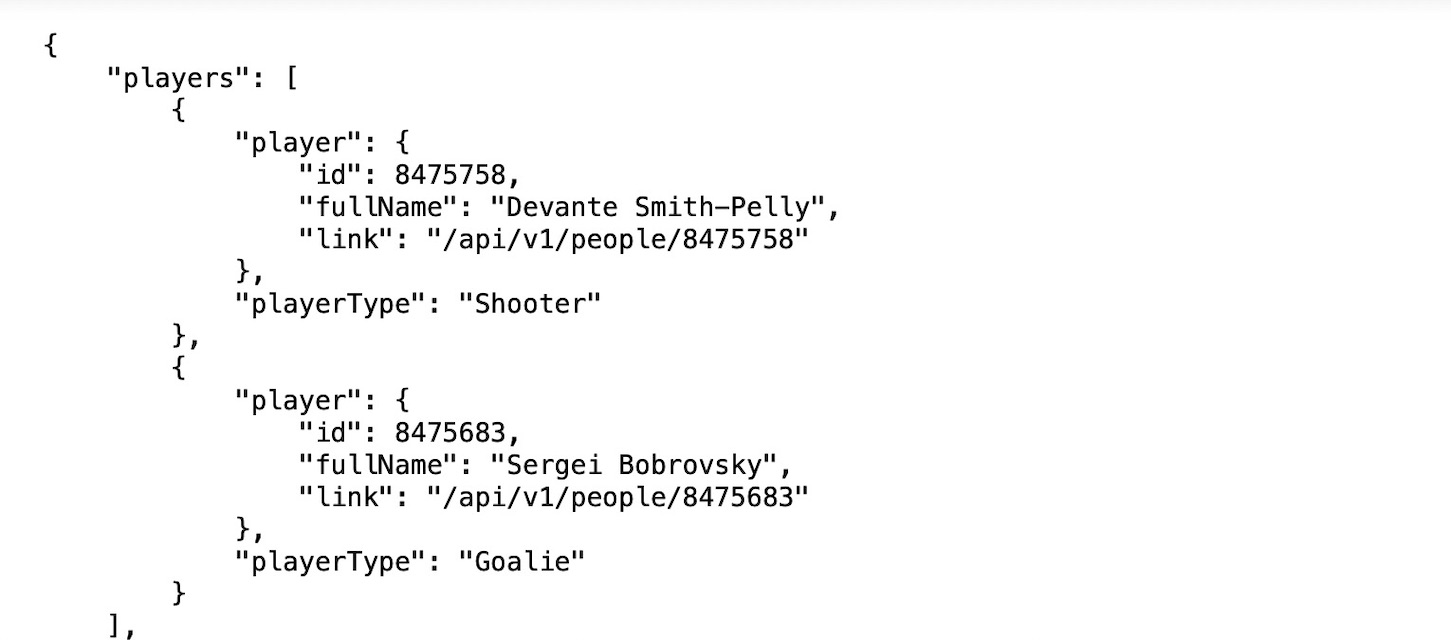 {
    "players": [
        {
            "player": {
                "id": 8475758,
                "fullName": "Devante Smith-Pelly",
                "link": "/api/v1/people/8475758"
            },
            "playerType": "Shooter"
        },
        {
            "player": {
                "id": 8475683,
                "fullName": "Sergei Bobrovsky",
                "link": "/api/v1/people/8475683"
            },
            "playerType": "Goalie"
        }
    ],